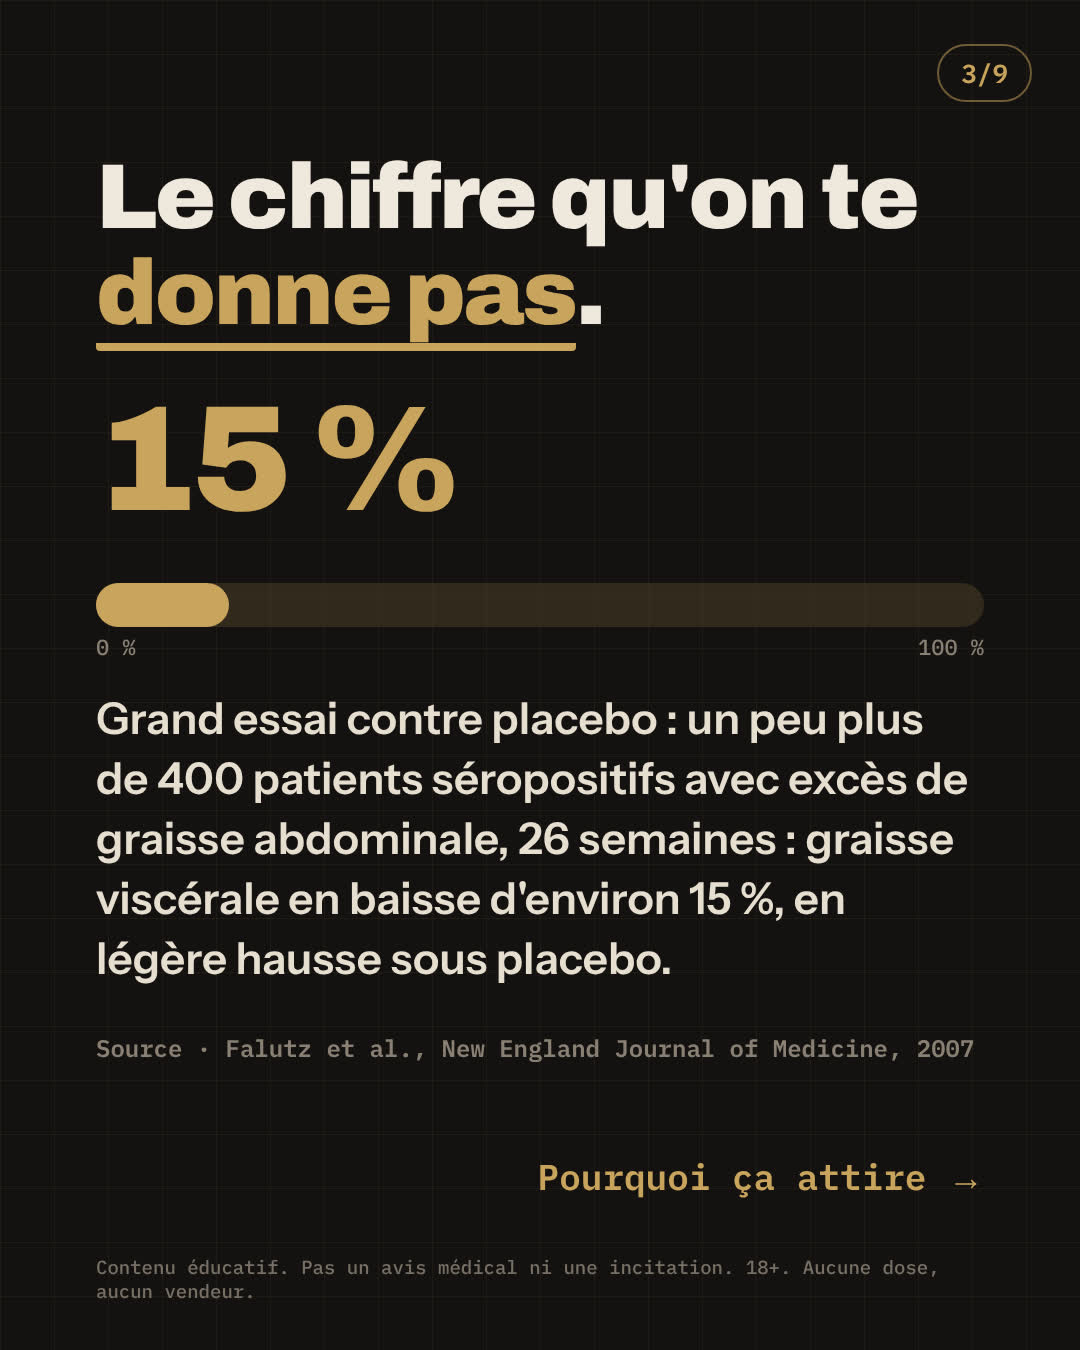 3/9
Le chiffre qu'on te
donne pas.
15 %
0 %
100 %
Grand essai contre placebo : un peu plus
de 400 patients séropositifs avec excès de
graisse abdominale, 26 semaines : graisse
viscérale en baisse d'environ 15 %, en
légère hausse sous placebo.
Source · Falutz et al., New England Journal of Medicine, 2007
Pourquoi ça attire →
Contenu éducatif. Pas un avis médical ni une incitation. 18+. Aucune dose,
aucun vendeur.